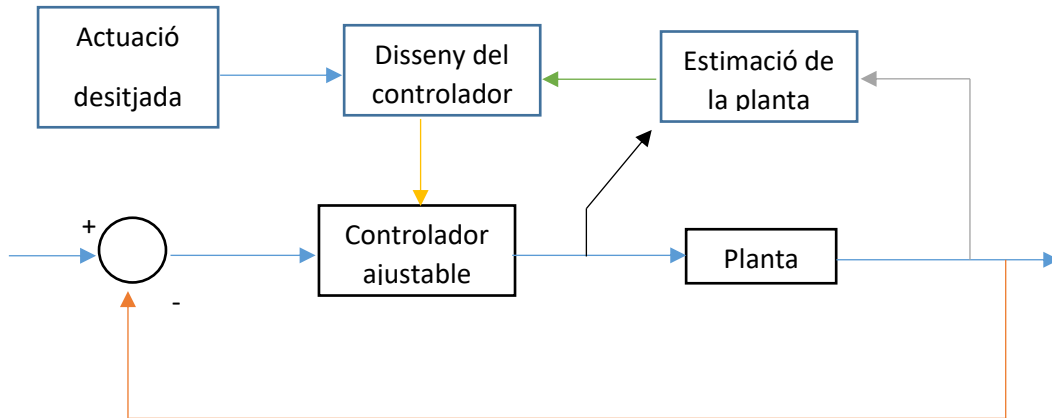 Actuació
desitjada
Disseny del
controlador
Estimació de
la planta
+
-
Controlador
ajustable
Planta